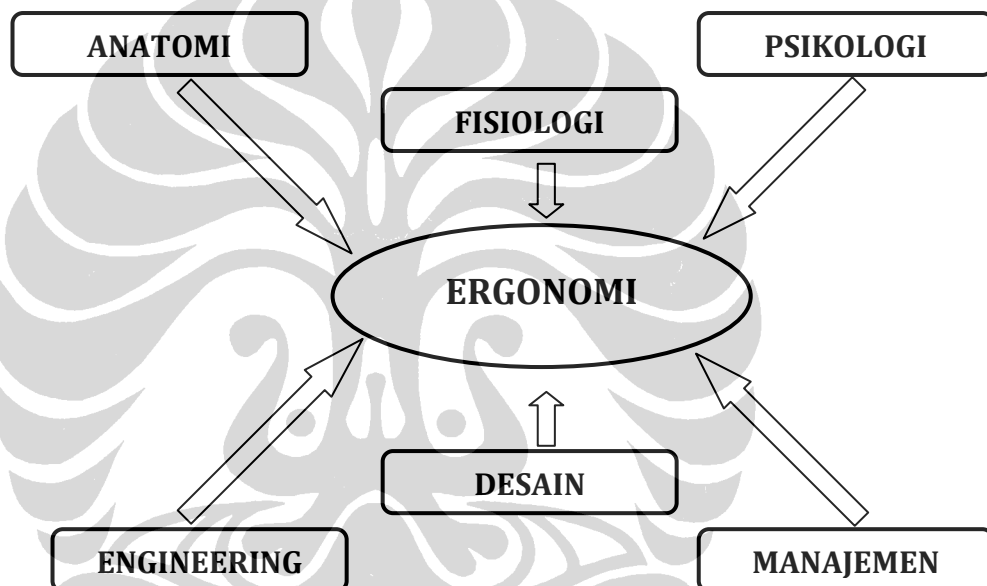 ANATOMI
PSIKOLOGI
FISIOLOGI
ERGONOMI
DESAIN
ENGINEERING
MANAJEMEN